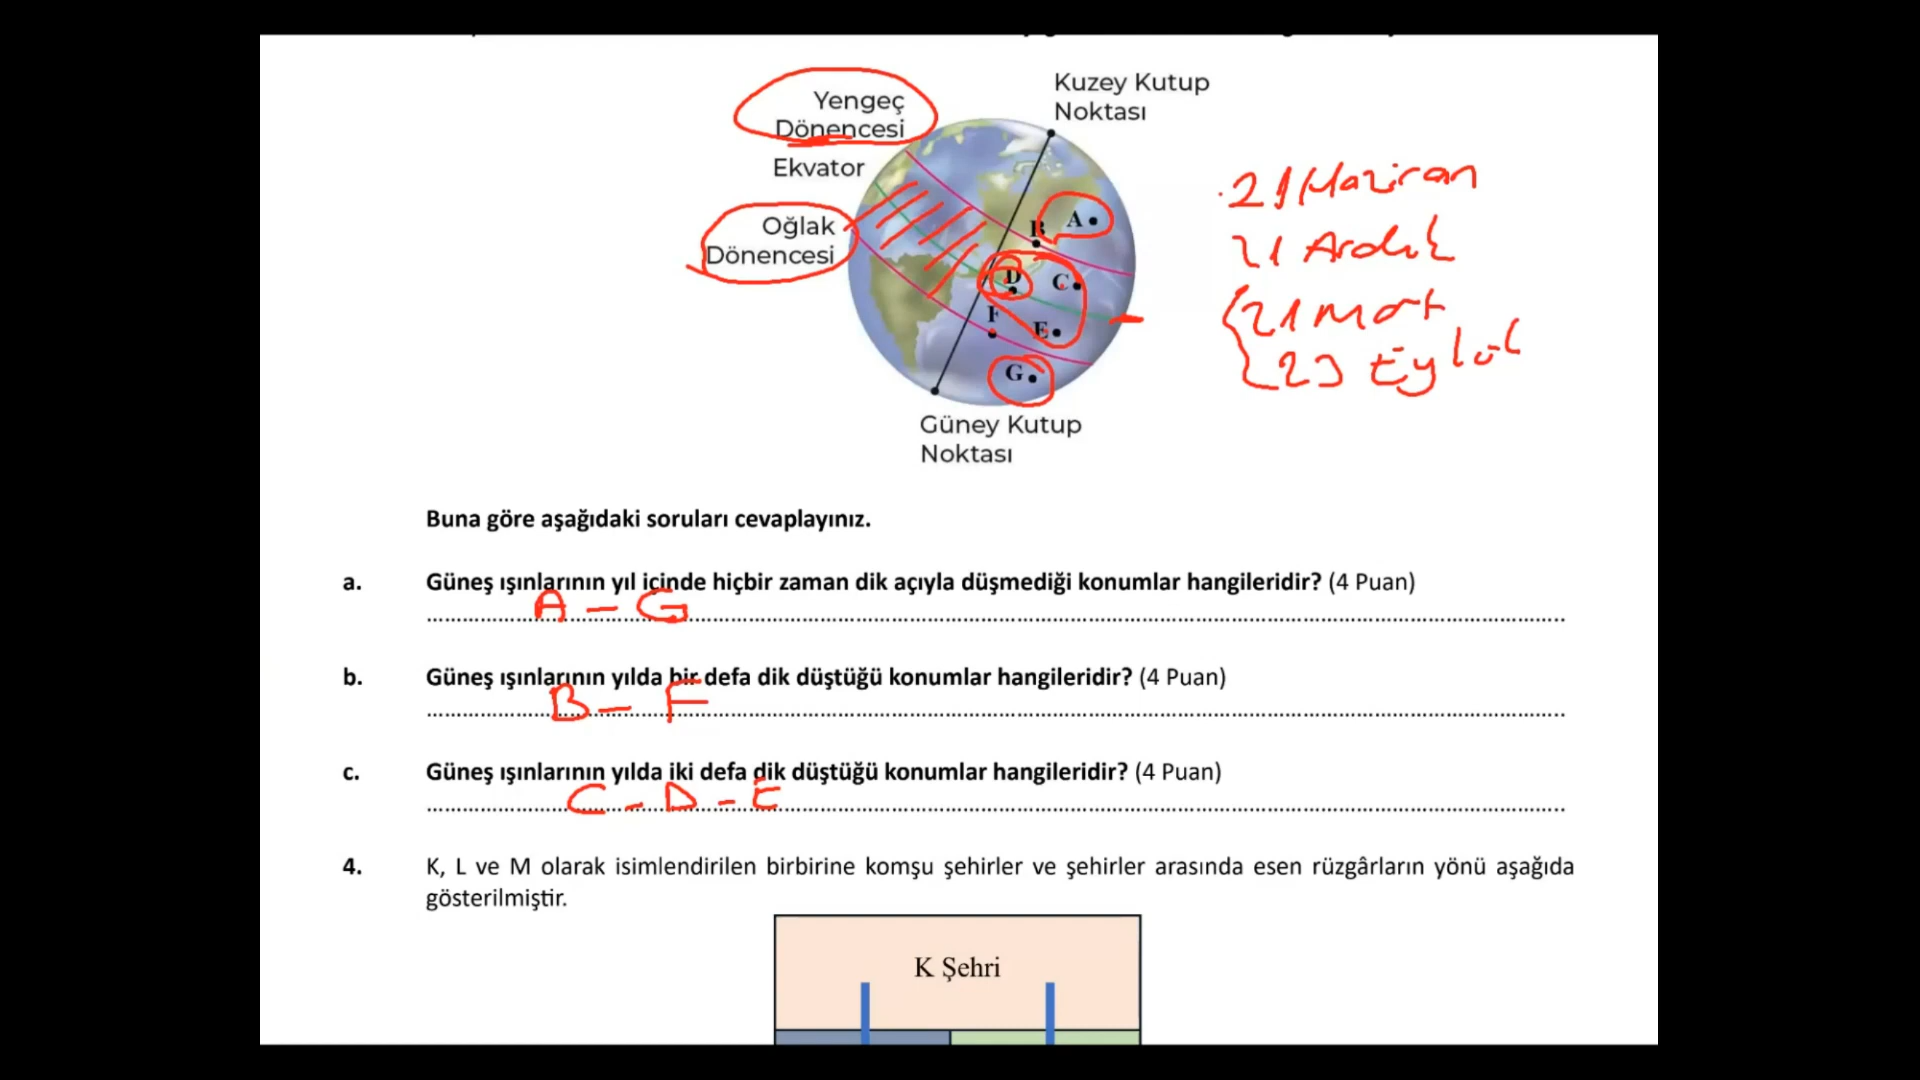 Kuzey Kutup
Noktası
Yengeç
Dönencesi
Ekvator
Oğlak
Dönencesi
A
B
D
C
F
E
G
Güney Kutup
Noktası
21 Haziran
21 Aralık
21 Mart
23 Eylül
Buna göre aşağıdaki soruları cevaplayınız.
a. Güneş ışınlarının yıl içinde hiçbir zaman dik açıyla düşmediği konumlar hangileridir? (4 Puan)
A – G
b. Güneş ışınlarının yılda bir defa dik düştüğü konumlar hangileridir? (4 Puan)
B – F
c. Güneş ışınlarının yılda iki defa dik düştüğü konumlar hangileridir? (4 Puan)
C - D - E
4. K, L ve M olarak isimlendirilen birbirine komşu şehirler ve şehirler arasında esen rüzgârların yönü aşağıda
gösterilmiştir.
K Şehri